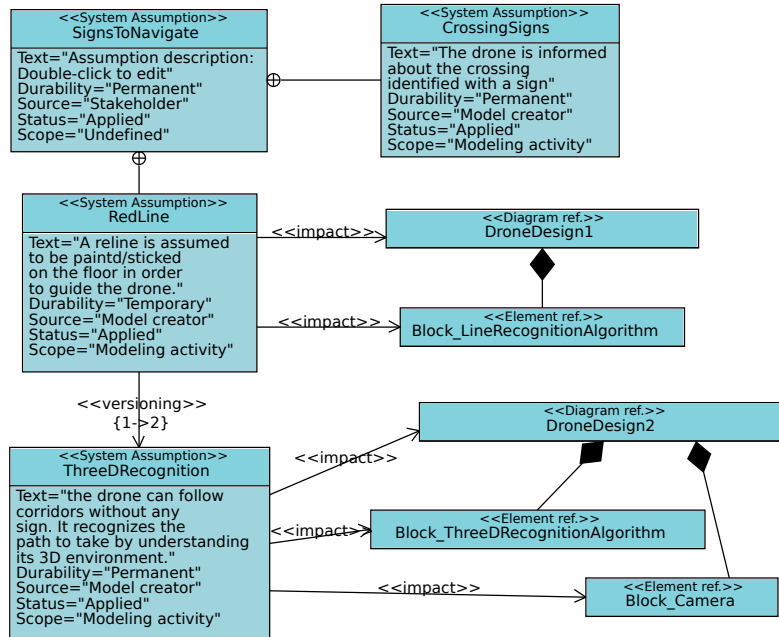 <<System Assumption>>
SignsToNavigate
Text="Assumption description:
Double-click to edit"
Durability="Permanent"
Source="Stakeholder"
Status="Applied"
Scope="Undefined"
<<System Assumption>>
CrossingSigns
Text="The drone is informed
about the crossing
identified with a sign"
Durability="Permanent"
Source="Model creator"
Status="Applied"
Scope="Modeling activity"
<<System Assumption>>
RedLine
Text="A reline is assumed
to be paintd/sticked
on the floor in order
to guide the drone."
Durability="Temporary"
Source="Model creator"
Status="Applied"
Scope="Modeling activity"
<<impact>>
<<Diagram ref.>>
DroneDesign1
<<impact>>
<<Element ref.>>
Block_LineRecognitionAlgorithm
<<versioning>>
{1->2}
<<System Assumption>>
ThreeDRecognition
Text="the drone can follow
corridors without any
sign. It recognizes the
path to take by understanding
its 3D environment."
Durability="Permanent"
Source="Model creator"
Status="Applied"
Scope="Modeling activity"
<<impact>>
<<Diagram ref.>>
DroneDesign2
<<impact>>
<<Element ref.>>
Block_ThreeDRecognitionAlgorithm
<<impact>>
<<Element ref.>>
Block_Camera